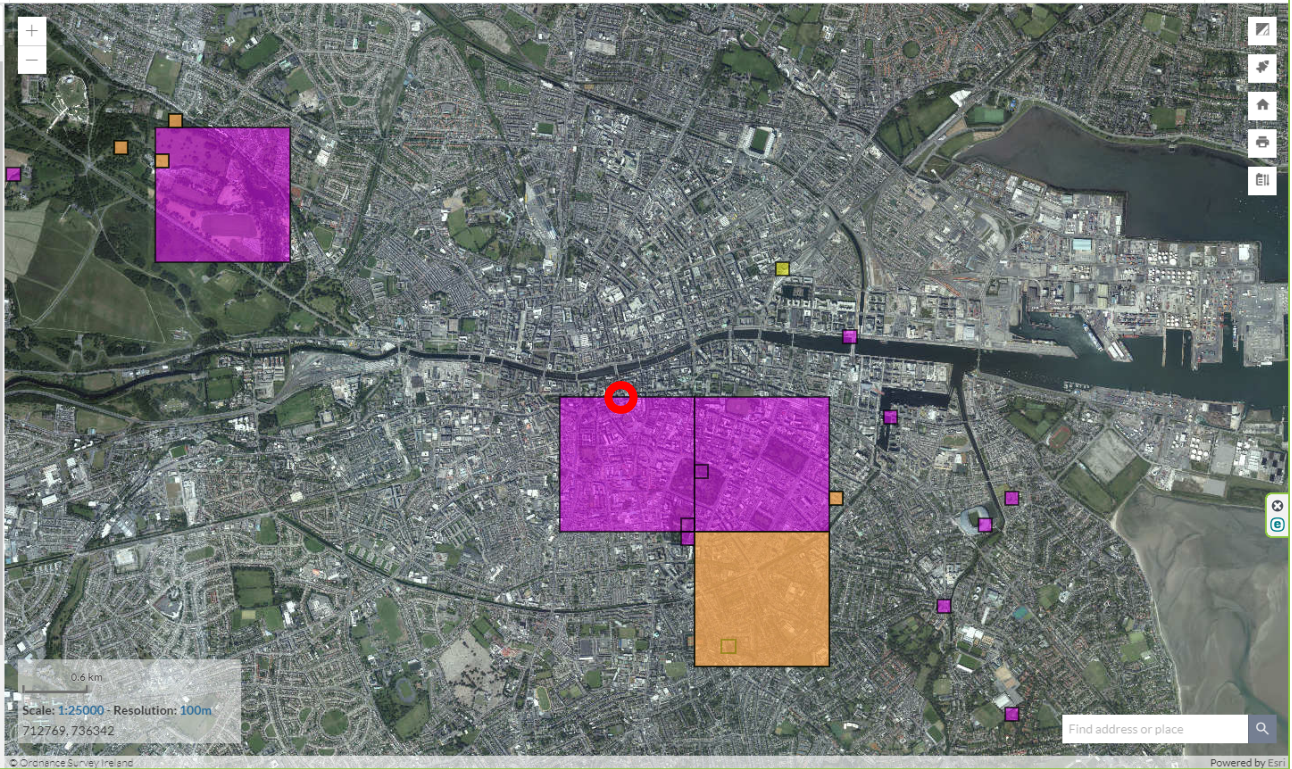 +
−
0.6 km
Scale: 1:25000 - Resolution: 100m
712769, 736342
Find address or place
© Ordnance Survey Ireland
Powered by Esri